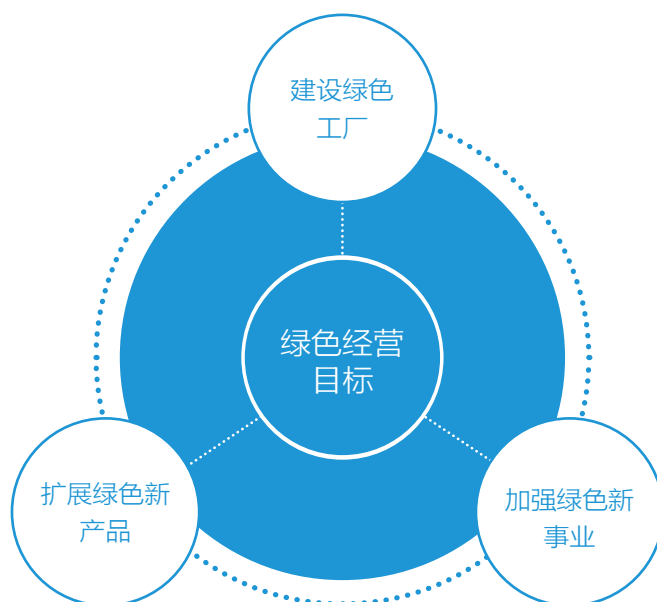 建设绿色
工厂
绿色经营
目标
扩展绿色新
产品
加强绿色新
事业